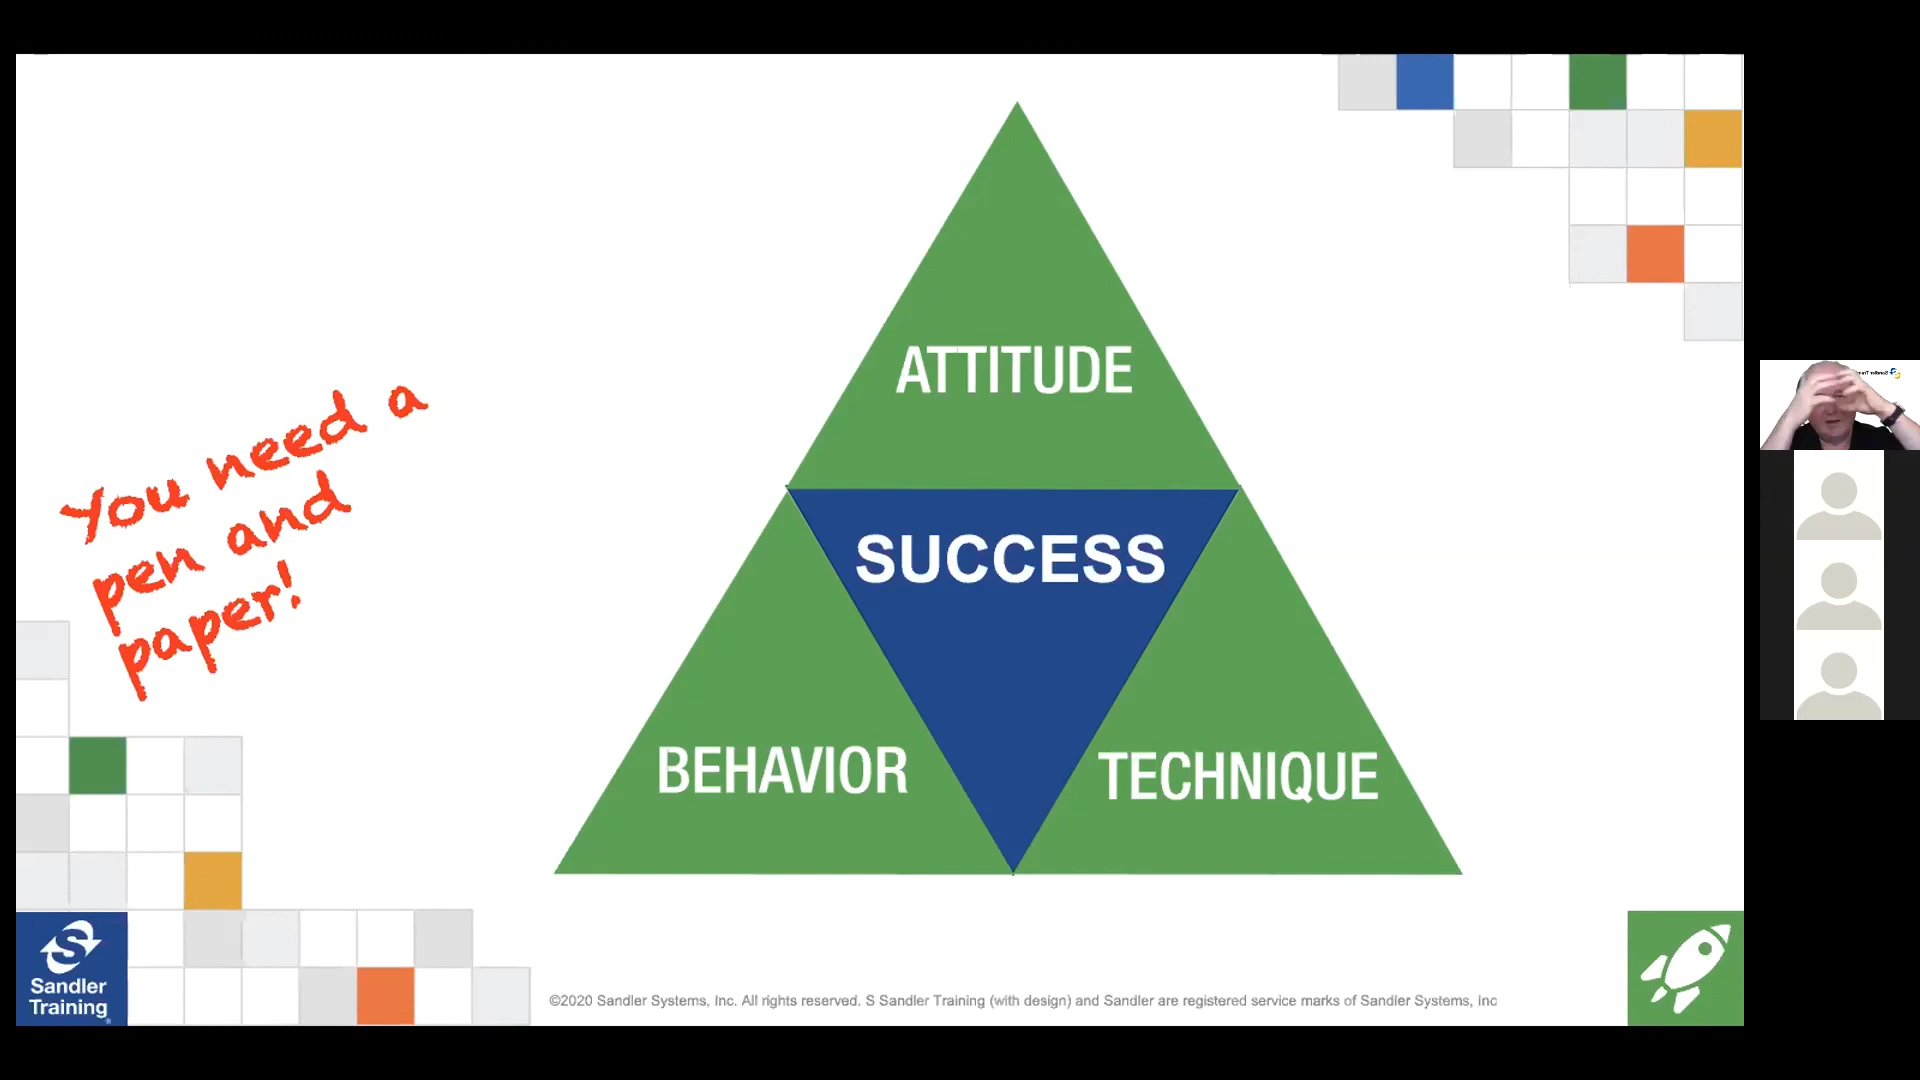 You need a
pen and
paper!
ATTITUDE
SUCCESS
BEHAVIOR
TECHNIQUE
Sandler
Training®
©2020 Sandler Systems, Inc. All rights reserved. S Sandler Training (with design) and Sandler are registered service marks of Sandler Systems, Inc